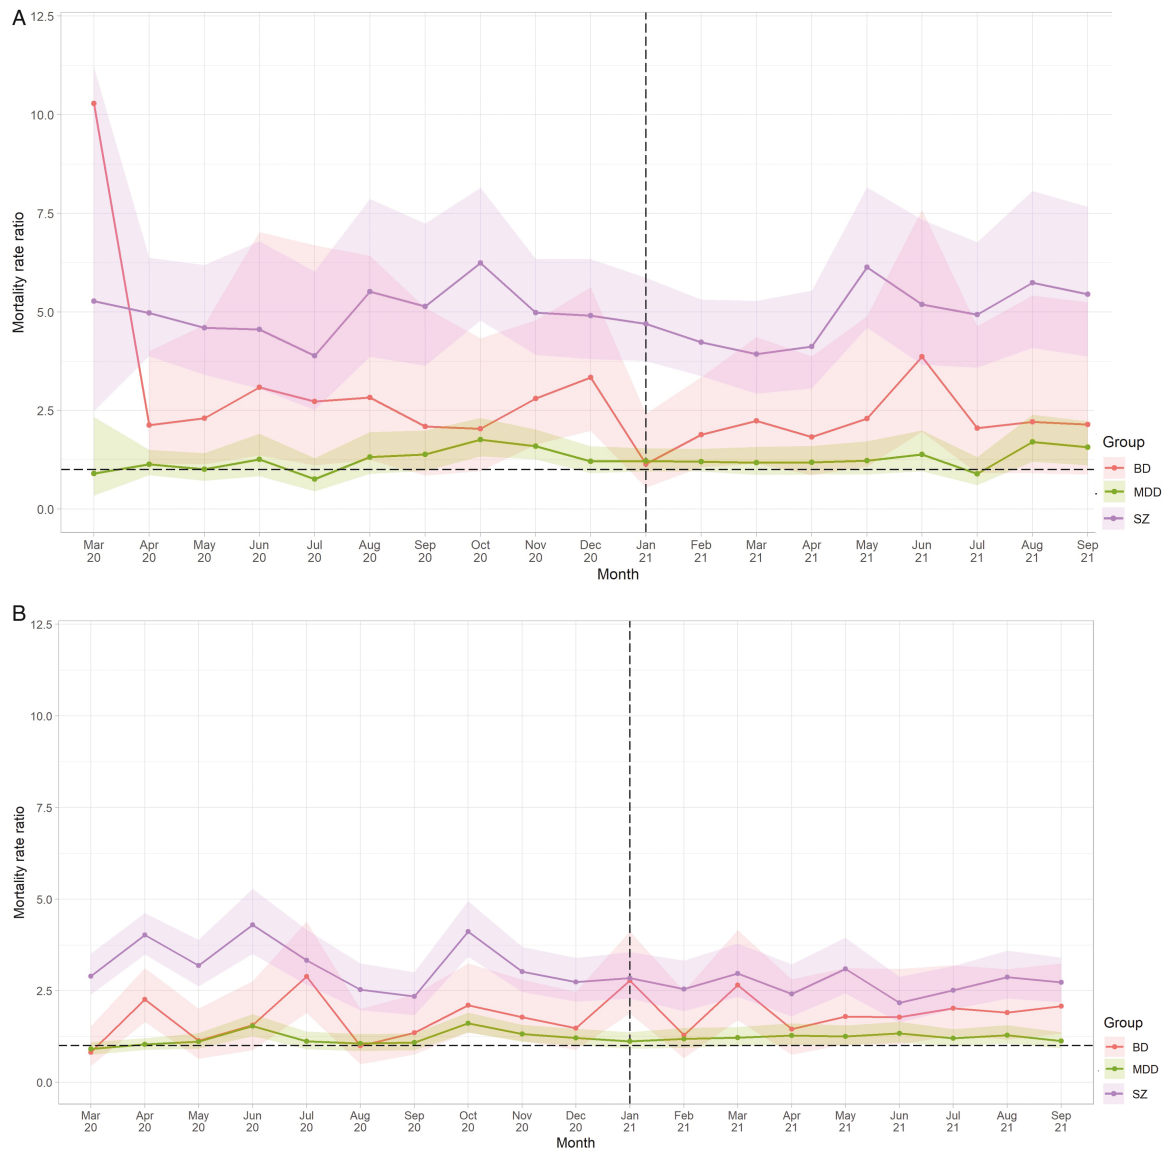 A
12.5
10.0
7.5
5.0
2.5
0.0
Mortality rate ratio
Mar Apr May Jun Jul Aug Sep Oct Nov Dec Jan Feb Mar Apr May Jun Jul Aug Sep
20 20 20 20 20 20 20 20 20 20 21 21 21 21 21 21 21 21 21
Month
Group
BD
MDD
SZ
B
12.5
10.0
7.5
5.0
2.5
0.0
Mortality rate ratio
Mar Apr May Jun Jul Aug Sep Oct Nov Dec Jan Feb Mar Apr May Jun Jul Aug Sep
20 20 20 20 20 20 20 20 20 20 21 21 21 21 21 21 21 21 21
Month
Group
BD
MDD
SZ